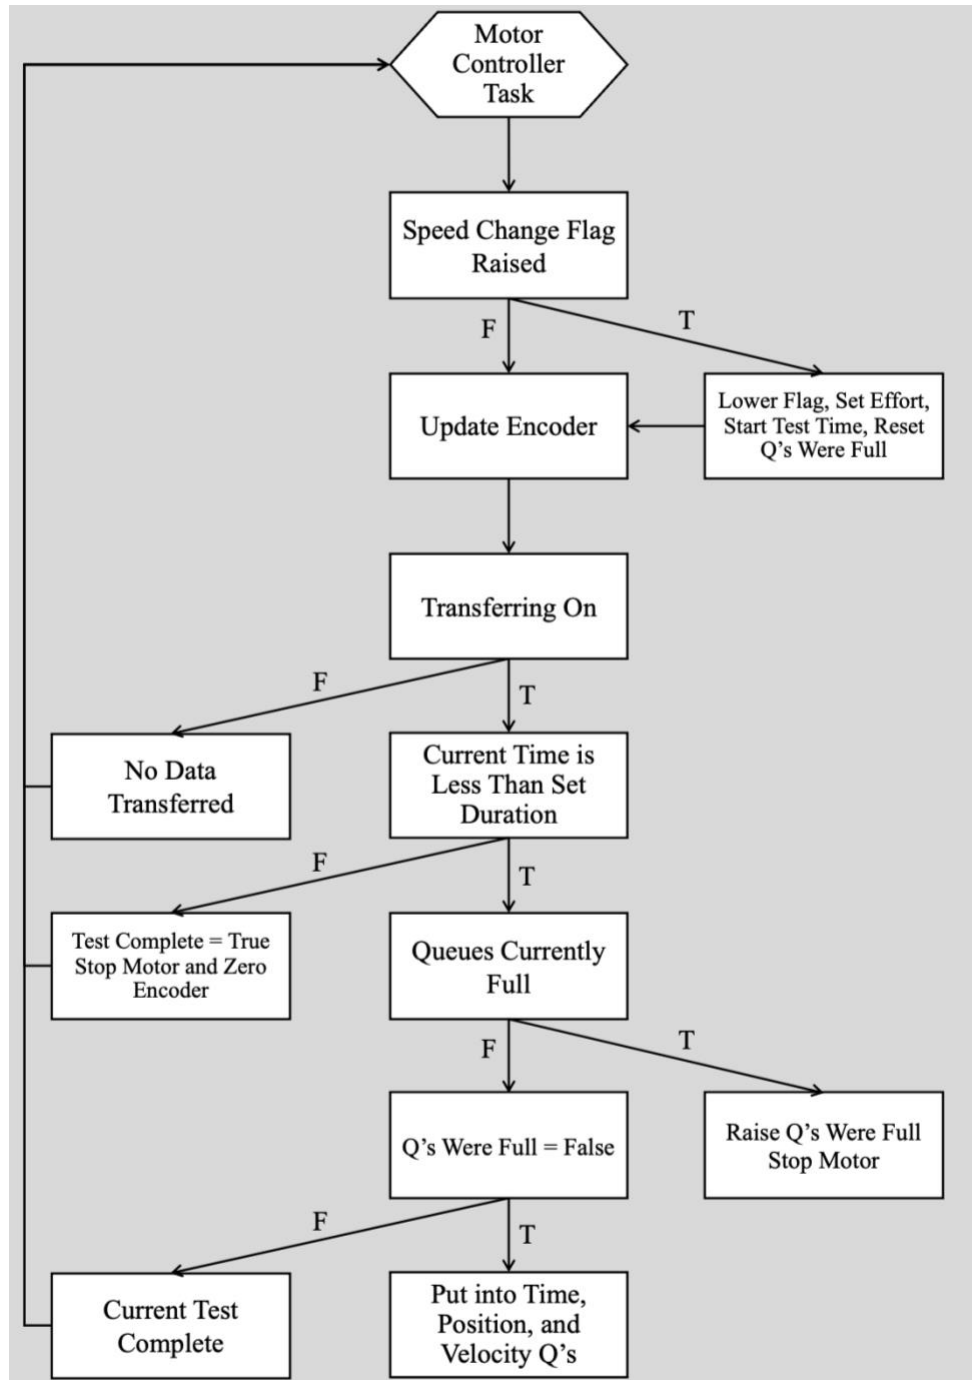 Motor
Controller
Task
Speed Change Flag
Raised
F
T
Update Encoder
Lower Flag, Set Effort,
Start Test Time, Reset
Q's Were Full
Transferring On
F
T
No Data
Transferred
Current Time is
Less Than Set
Duration
F
T
Test Complete = True
Stop Motor and Zero
Encoder
Queues Currently
Full
F
T
Q's Were Full = False
Raise Q's Were Full
Stop Motor
F
T
Current Test
Complete
Put into Time,
Position, and
Velocity Q's